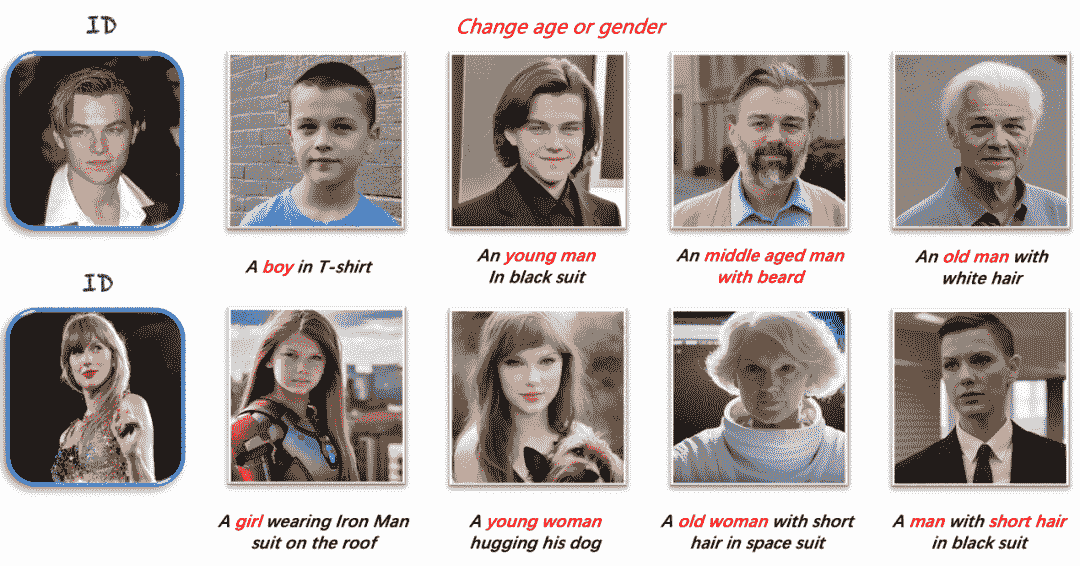 ID
Change age or gender
A boy in T-shirt
An young man
In black suit
An middle aged man
with beard
An old man with
white hair
ID
A girl wearing Iron Man
suit on the roof
A young woman
hugging his dog
A old woman with short
hair in space suit
A man with short hair
in black suit